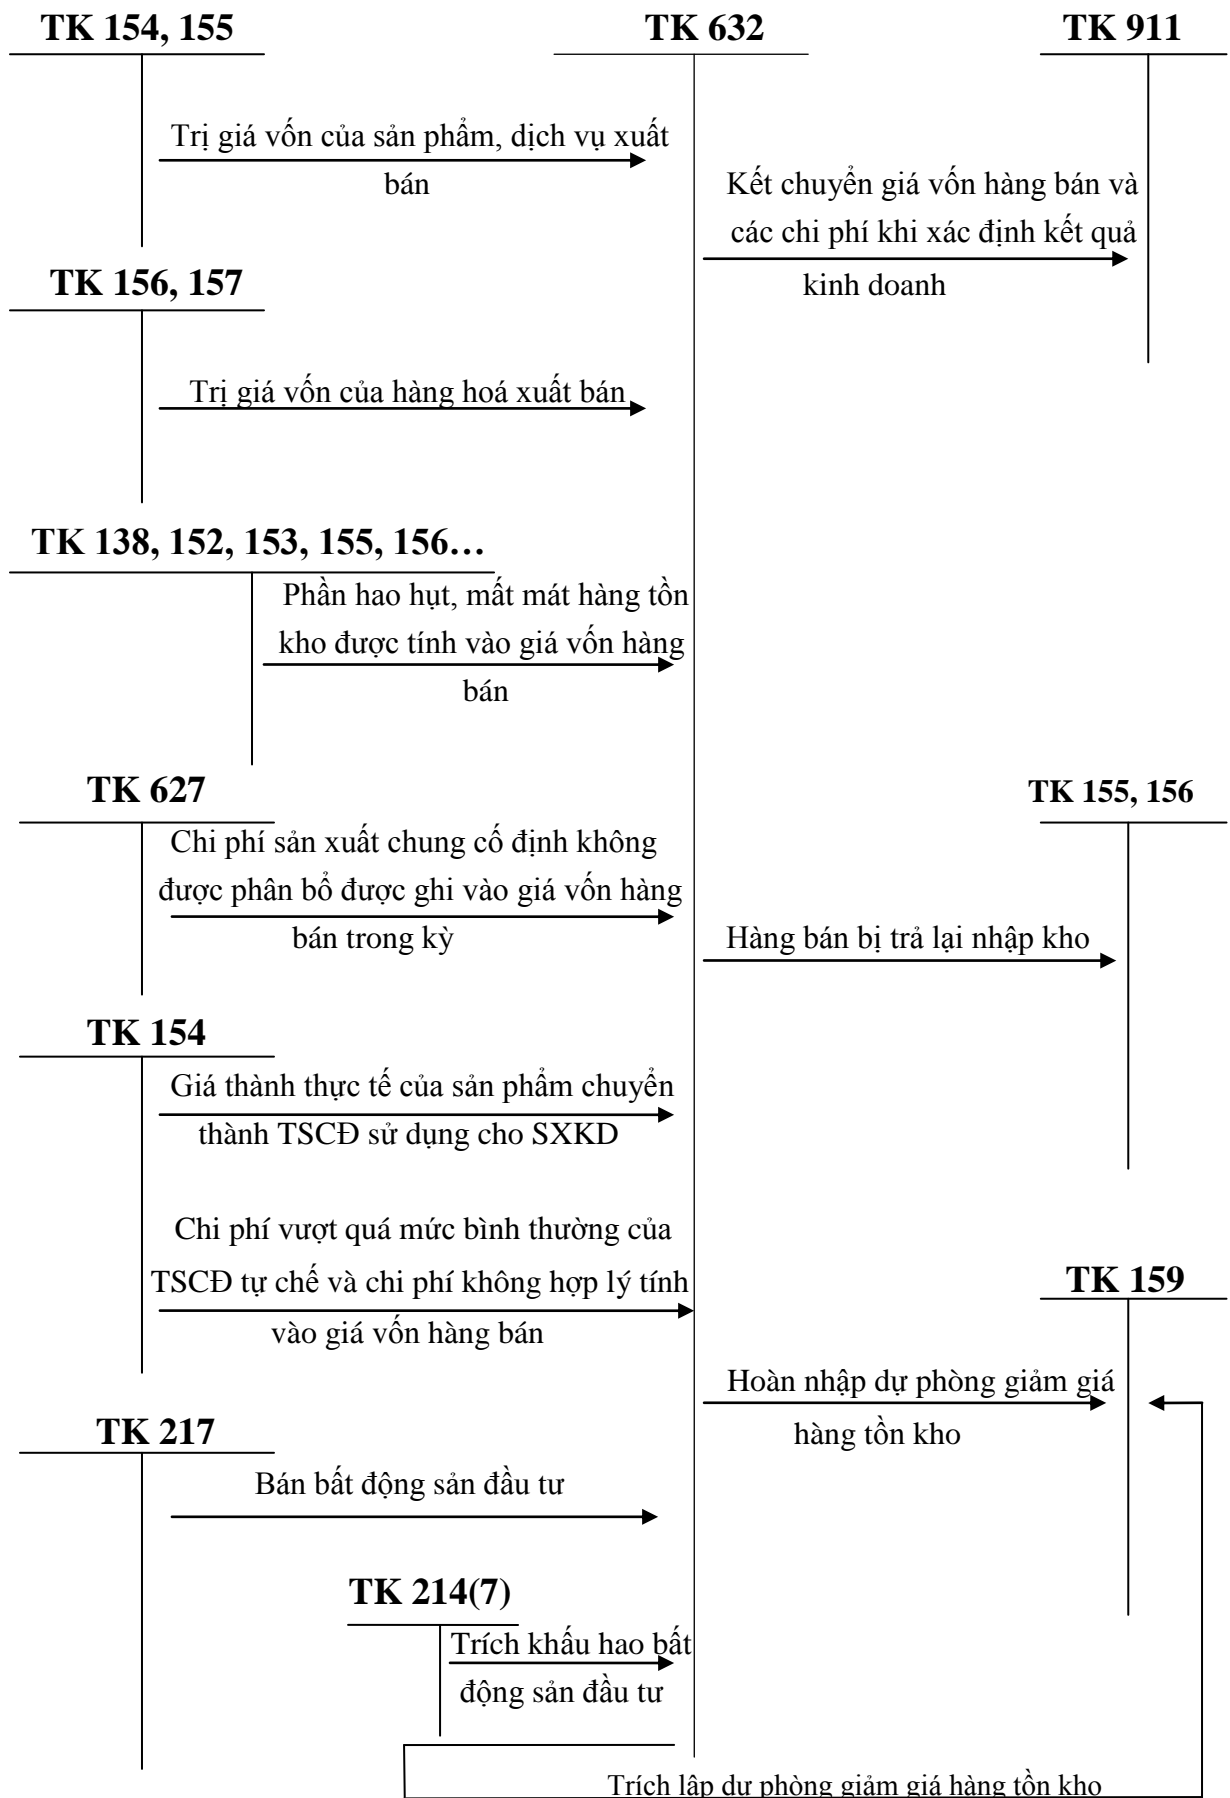 TK 154, 155
TK 632
TK 911
Trị giá vốn của sản phẩm, dịch vụ xuất
bán
Kết chuyển giá vốn hàng bán và
các chi phí khi xác định kết quả
kinh doanh
TK 156, 157
Trị giá vốn của hàng hoá xuất bán
TK 138, 152, 153, 155, 156…
Phần hao hụt, mất mát hàng tồn
kho được tính vào giá vốn hàng
bán
TK 627
TK 155, 156
Chi phí sản xuất chung cố định không
được phân bổ được ghi vào giá vốn hàng
bán trong kỳ
Hàng bán bị trả lại nhập kho
TK 154
Giá thành thực tế của sản phẩm chuyển
thành TSCĐ sử dụng cho SXKD
Chi phí vượt quá mức bình thường của
TSCĐ tự chế và chi phí không hợp lý tính
vào giá vốn hàng bán
TK 159
Hoàn nhập dự phòng giảm giá
hàng tồn kho
TK 217
Bán bất động sản đầu tư
TK 214(7)
Trích khấu hao bất
động sản đầu tư
Trích lập dự phòng giảm giá hàng tồn kho